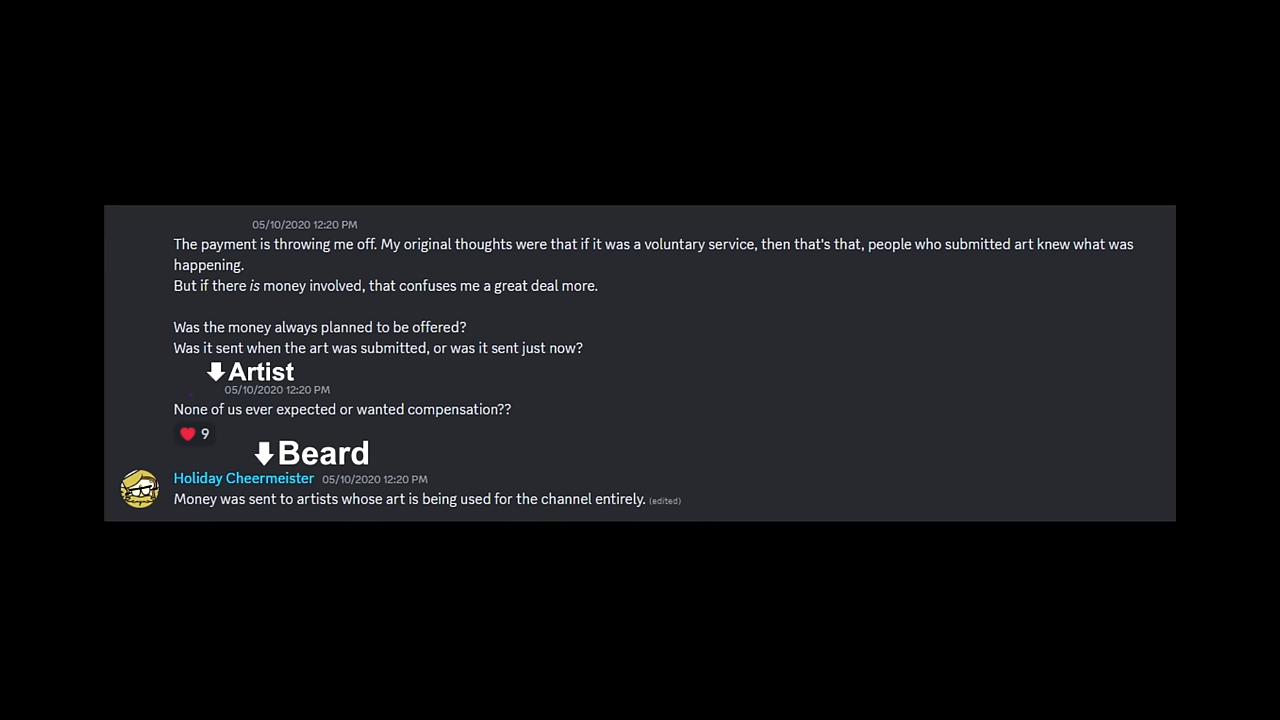 05/10/2020 12:20 PM
The payment is throwing me off. My original thoughts were that if it was a voluntary service, then that's that, people who submitted art knew what was
happening.
But if there is money involved, that confuses me a great deal more.
Was the money always planned to be offered?
Was it sent when the art was submitted, or was it sent just now?
⬇Artist
05/10/2020 12:20 PM
None of us ever expected or wanted compensation??
❤ 9
⬇Beard
Holiday Cheermeister 05/10/2020 12:20 PM
Money was sent to artists whose art is being used for the channel entirely. (edited)